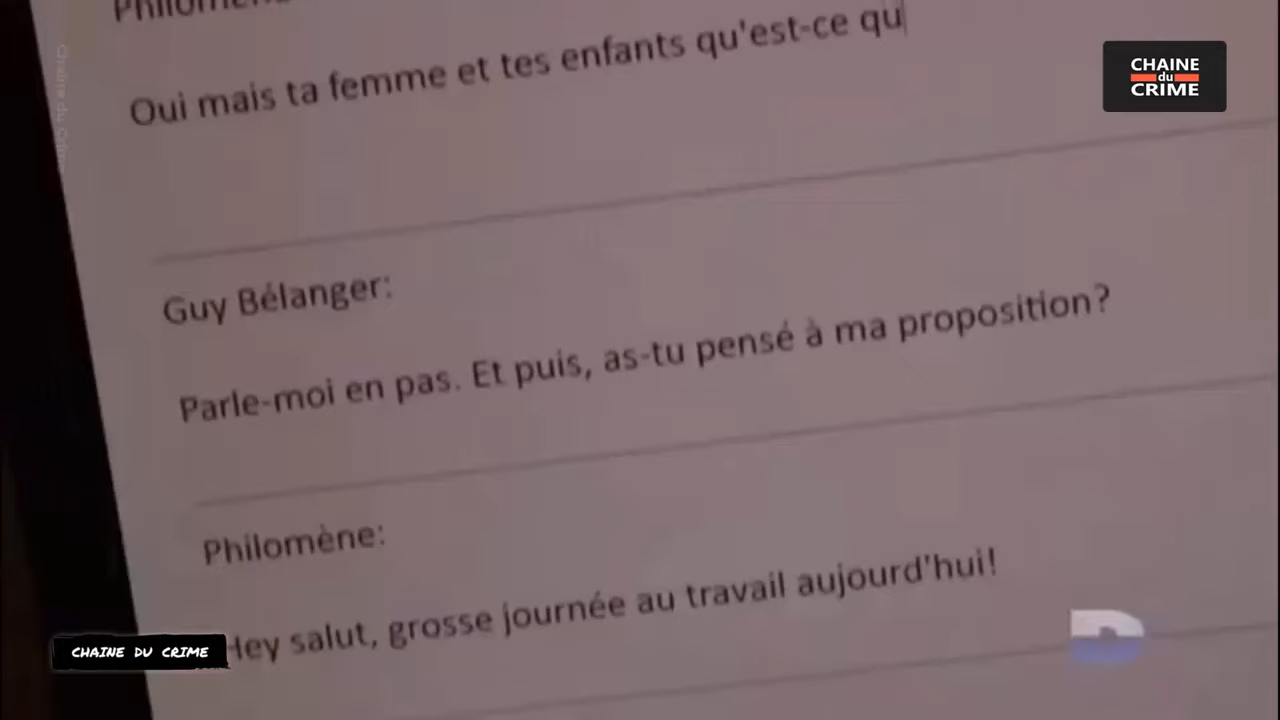 Oui mais ta femme et tes enfants qu'est-ce qu
CHAINE
du
CRIME
Guy Bélanger:
Parle-moi en pas. Et puis, as-tu pensé à ma proposition?
Philomène:
Hey salut, grosse journée au travail aujourd'hui!
CHAINE DU CRIME